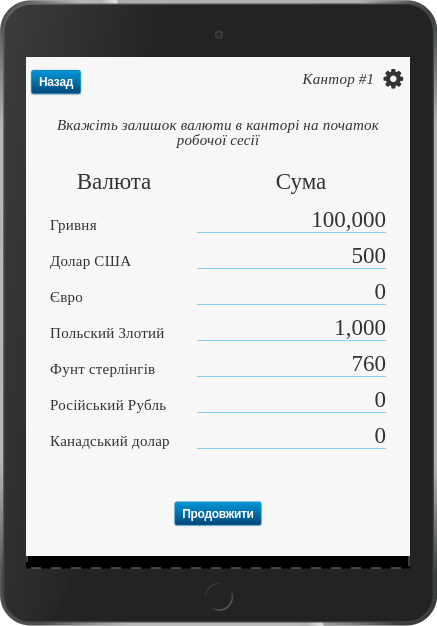 Назад
Кантор #1
Вкажіть залишок валюти в канторі на початок
робочої сесії
Валюта Сума
Гривня 100,000
Долар США 500
Євро 0
Польский Злотий 1,000
Фунт стерлінгів 760
Російський Рубль 0
Канадський долар 0
Продовжити